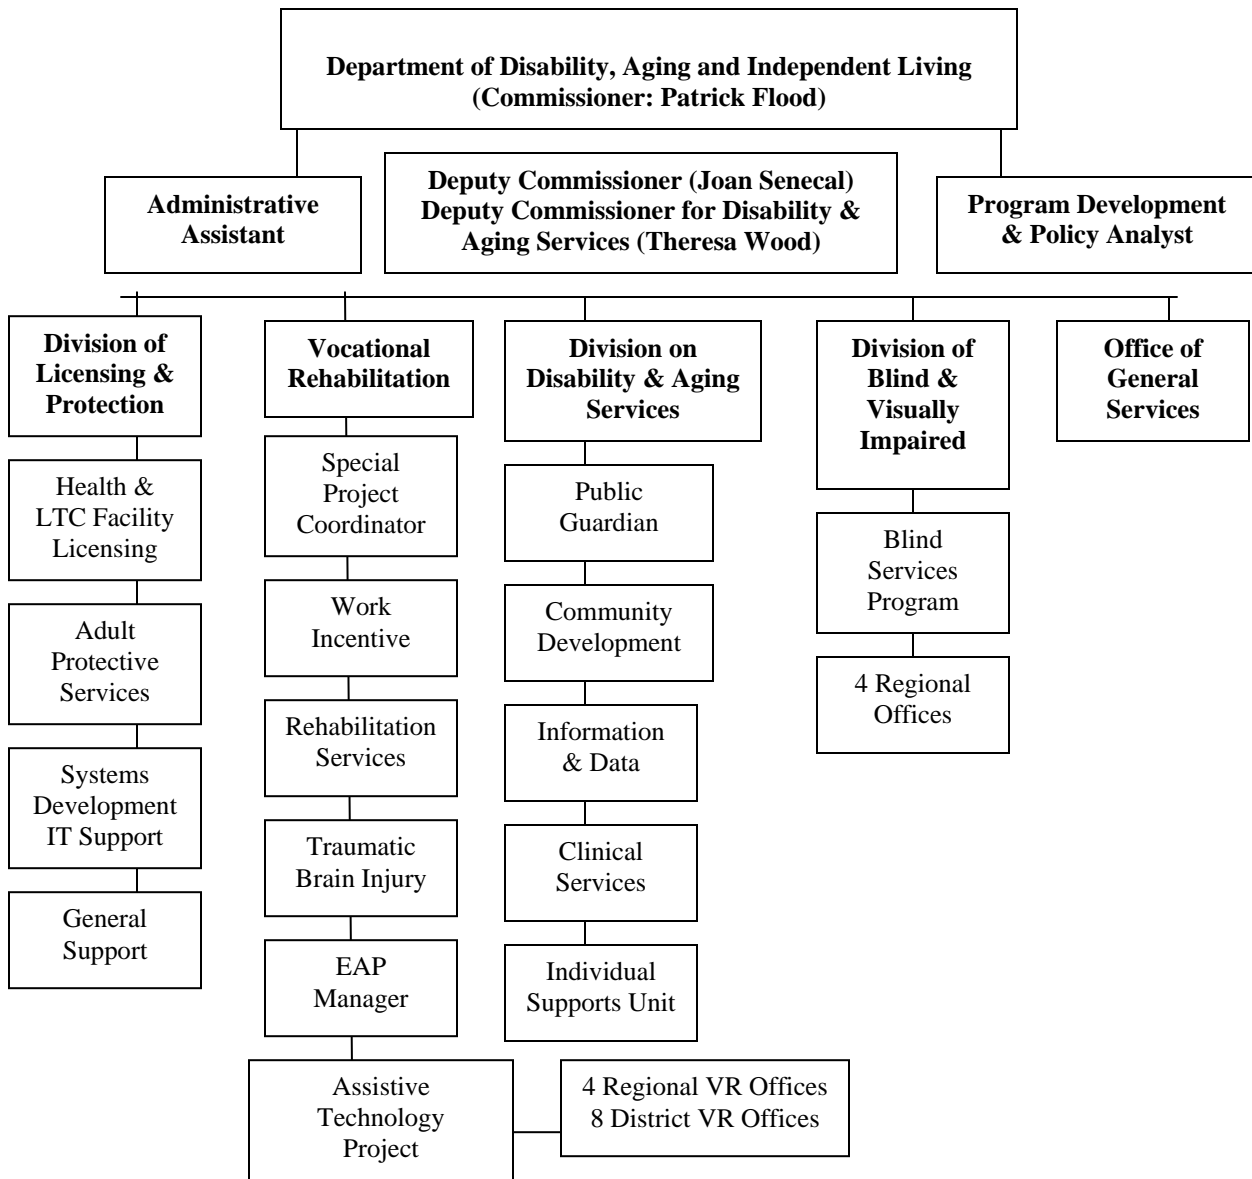 Department of Disability, Aging and Independent Living
(Commissioner: Patrick Flood)
Administrative
Assistant
Deputy Commissioner (Joan Senecal)
Deputy Commissioner for Disability &
Aging Services (Theresa Wood)
Program Development
& Policy Analyst
Division of
Licensing &
Protection
Health &
LTC Facility
Licensing
Adult
Protective
Services
Systems
Development
IT Support
General
Support
Vocational
Rehabilitation
Special
Project
Coordinator
Work
Incentive
Rehabilitation
Services
Traumatic
Brain Injury
EAP
Manager
Assistive
Technology
Project
4 Regional VR Offices
8 District VR Offices
Division on
Disability & Aging
Services
Public
Guardian
Community
Development
Information
& Data
Clinical
Services
Individual
Supports Unit
Division of
Blind &
Visually
Impaired
Blind
Services
Program
4 Regional
Offices
Office of
General
Services